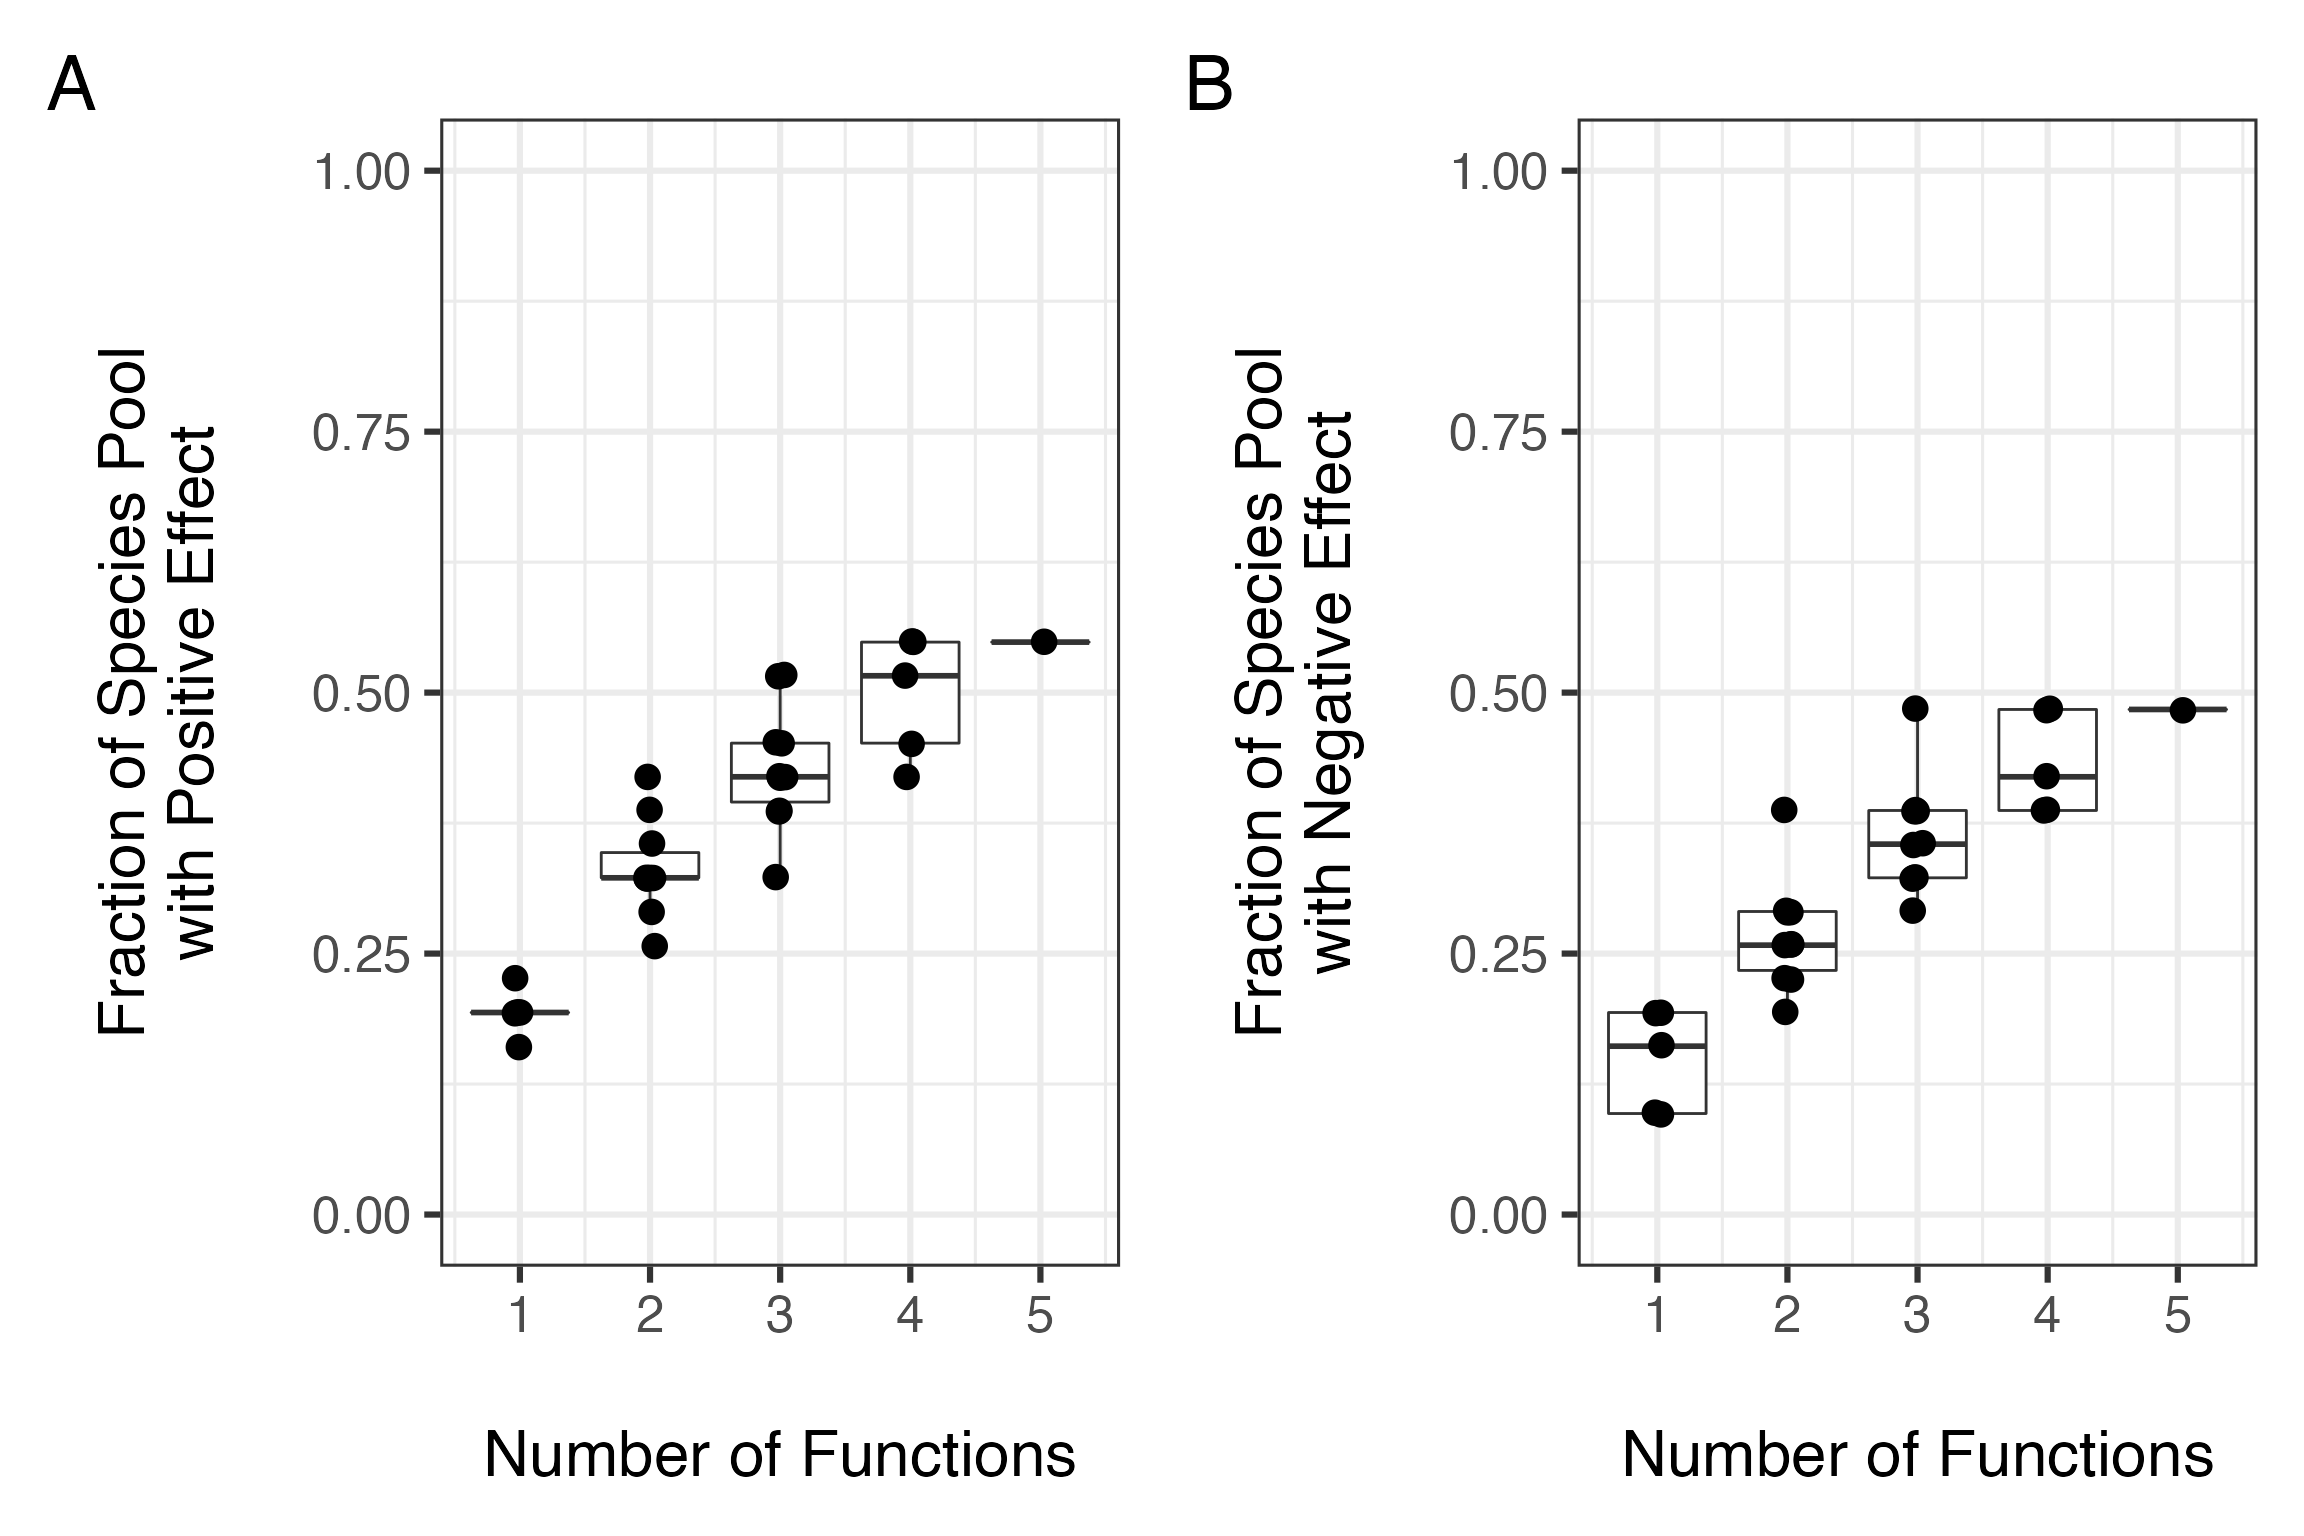 A
Fraction of Species Pool
with Positive Effect
1.00
0.75
0.50
0.25
0.00
1 2 3 4 5
Number of Functions
B
Fraction of Species Pool
with Negative Effect
1.00
0.75
0.50
0.25
0.00
1 2 3 4 5
Number of Functions